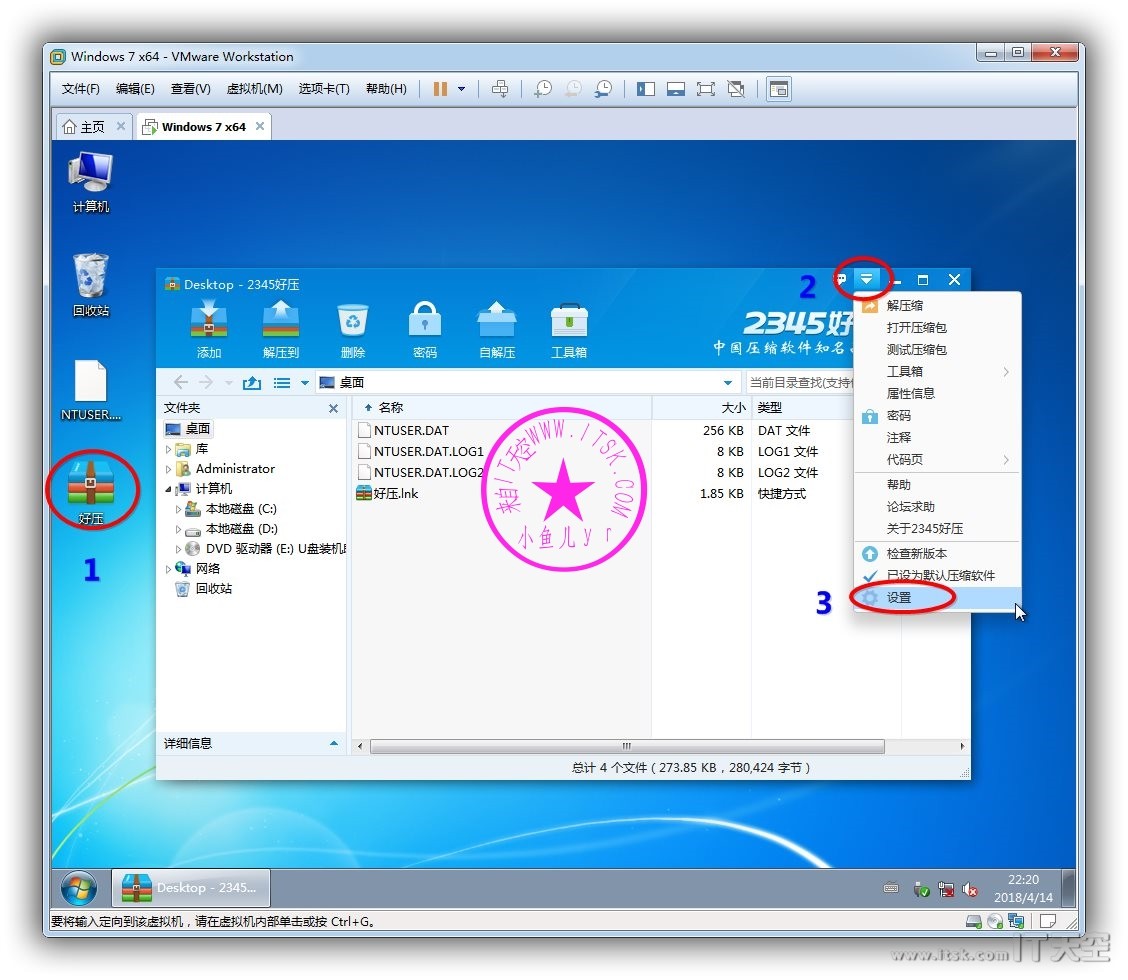 Windows 7 x64 - VMware Workstation
文件(F) 编辑(E) 查看(V) 虚拟机(M) 选项卡(T) 帮助(H)
主页 Windows 7 x64
计算机
回收站
NTUSER....
好压
1
Desktop - 2345好压
2
添加 解压到 删除 密码 自解压 工具箱
2345好
中国压缩软件知名
桌面
当前目录查找(支持
文件夹
桌面
库
Administrator
计算机
本地磁盘 (C:)
本地磁盘 (D:)
DVD 驱动器 (E:) U盘装机
网络
回收站
详细信息
名称 大小 类型
NTUSER.DAT 256 KB DAT 文件
NTUSER.DAT.LOG1 8 KB LOG1 文件
NTUSER.DAT.LOG2 8 KB LOG2 文件
好压.lnk 1.85 KB 快捷方式
来自IT天空WWW.ITSK.COM
小鱼儿yr
解压缩
打开压缩包
测试压缩包
工具箱
属性信息
密码
注释
代码页
帮助
论坛求助
关于2345好压
检查新版本
已设为默认压缩软件
3
设置
总计 4 个文件 ( 273.85 KB , 280,424 字节 )
Desktop - 2345...
22:20
2018/4/14
要将输入定向到该虚拟机，请在虚拟机内部单击或按 Ctrl+G。
www.itsk.com IT天空